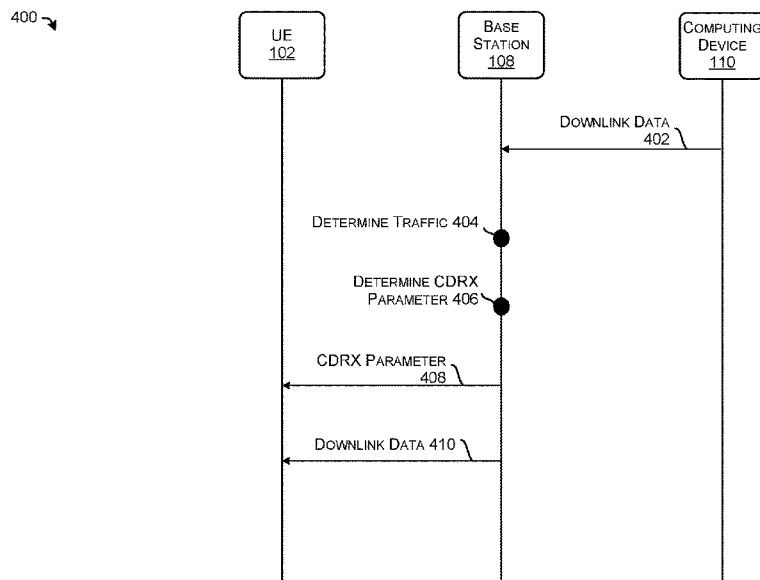 400
UE
102
BASE
STATION
108
COMPUTING
DEVICE
110
DOWNLINK DATA
402
DETERMINE TRAFFIC 404
DETERMINE CDRX
PARAMETER 406
CDRX PARAMETER
408
DOWNLINK DATA 410